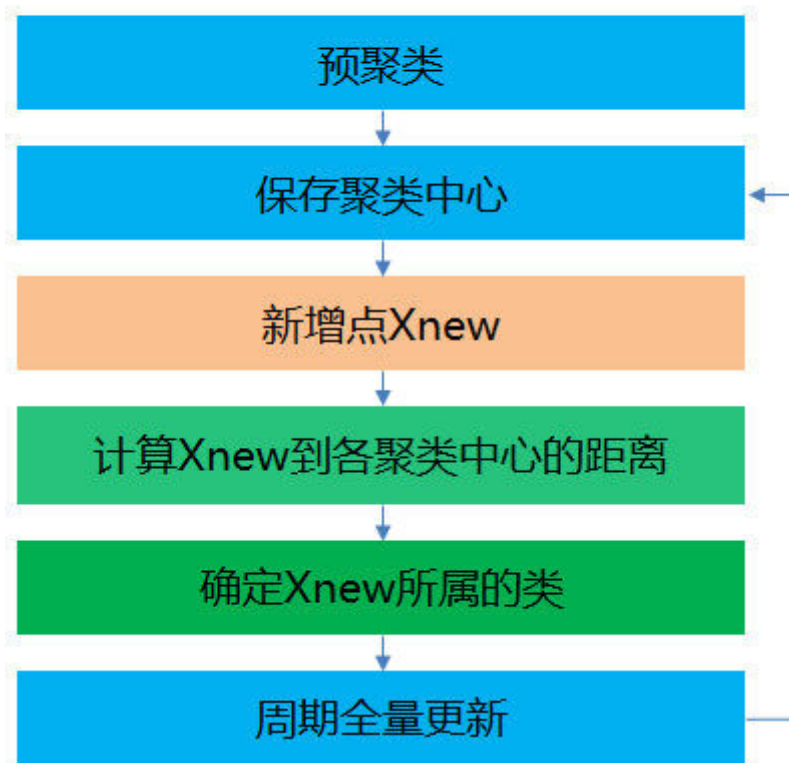 预聚类
保存聚类中心
新增点Xnew
计算Xnew到各聚类中心的距离
确定Xnew所属的类
周期全量更新